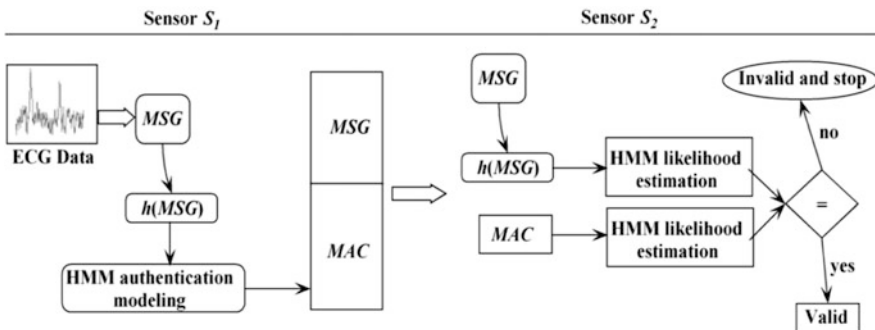 Sensor S1
Sensor S2
ECG Data
MSG
h(MSG)
HMM authentication
modeling
MSG
MAC
MSG
h(MSG)
HMM likelihood
estimation
MAC
HMM likelihood
estimation
=
Invalid and stop
no
yes
Valid